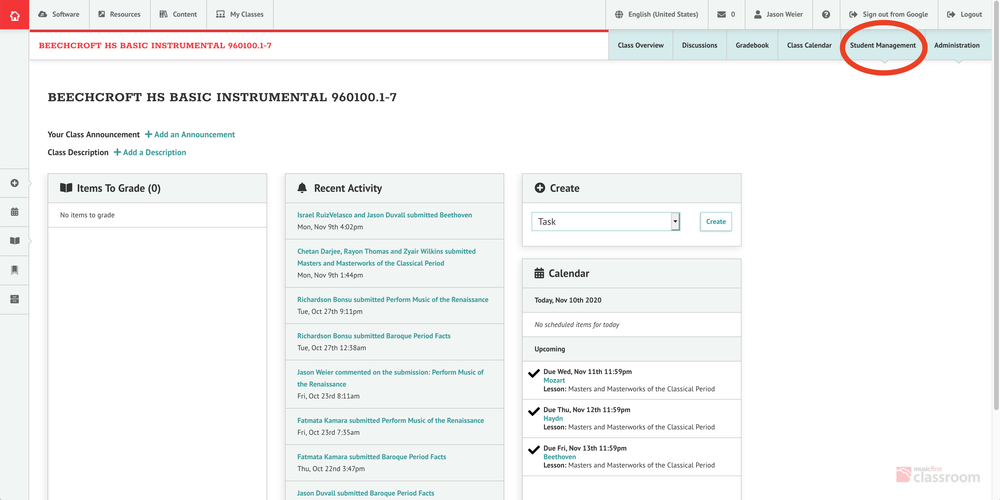 Software
Resources
Content
My Classes
English (United States)
0
Jason Weier
Sign out from Google
Logout
BEECHCROFT HS BASIC INSTRUMENTAL 960100.1-7
Class Overview
Discussions
Gradebook
Class Calendar
Student Management
Administration
BEECHCROFT HS BASIC INSTRUMENTAL 960100.1-7
Your Class Announcement Add an Announcement
Class Description Add a Description
Items To Grade (0)
No items to grade
Recent Activity
Israel RuizVelasco and Jason Duvall submitted Beethoven
Mon, Nov 9th 4:02pm
Chetan Darjee, Rayon Thomas and Zyair Wilkins submitted
Masters and Masterworks of the Classical Period
Mon, Nov 9th 1:44pm
Richardson Bonsu submitted Perform Music of the Renaissance
Tue, Oct 27th 9:11pm
Richardson Bonsu submitted Baroque Period Facts
Tue, Oct 27th 12:38am
Jason Weier commented on the submission: Perform Music of
the Renaissance
Fri, Oct 23rd 8:11am
Fatmata Kamara submitted Perform Music of the Renaissance
Fri, Oct 23rd 7:35am
Fatmata Kamara submitted Baroque Period Facts
Thu, Oct 22nd 3:47pm
Jason Duvall submitted Baroque Period Facts
Create
Task
Create
Calendar
Today, Nov 10th 2020
No scheduled items for today
Upcoming
Due Wed, Nov 11th 11:59pm
Mozart
Lesson: Masters and Masterworks of the Classical Period
Due Thu, Nov 12th 11:59pm
Haydn
Lesson: Masters and Masterworks of the Classical Period
Due Fri, Nov 13th 11:59pm
Beethoven
Lesson: Masters and Masterworks of the Classical Period
musicfirst
classroom